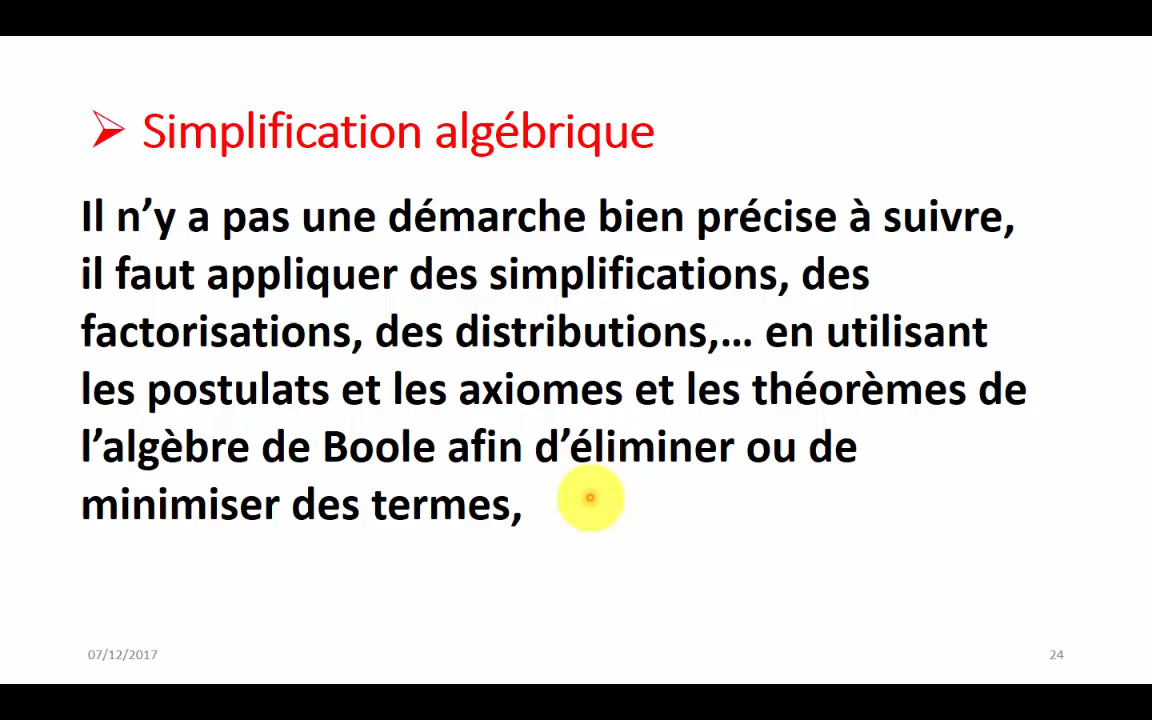 Simplification algébrique
Il n’y a pas une démarche bien précise à suivre,
il faut appliquer des simplifications, des
factorisations, des distributions,… en utilisant
les postulats et les axiomes et les théorèmes de
l’algèbre de Boole afin d’éliminer ou de
minimiser des termes,
07/12/2017
24